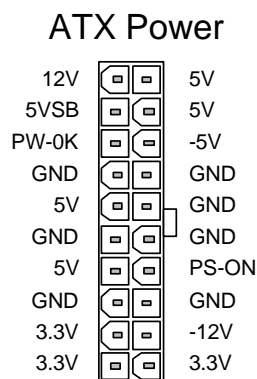 ATX Power
12V 5V
5VSB 5V
PW-0K -5V
GND GND
5V GND
GND GND
5V PS-ON
GND GND
3.3V -12V
3.3V 3.3V